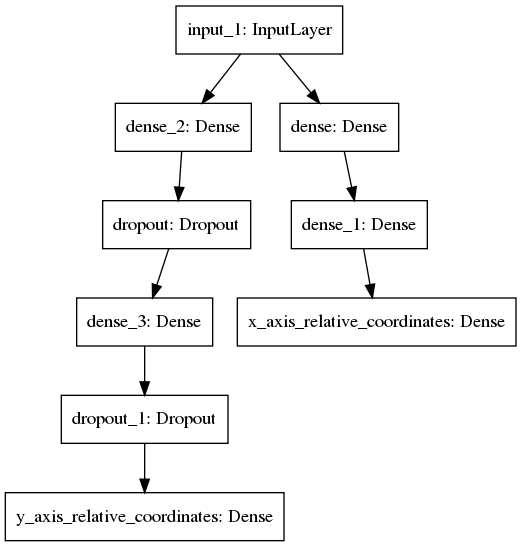 input_1: InputLayer
dense_2: Dense
dense: Dense
dropout: Dropout
dense_1: Dense
dense_3: Dense
x_axis_relative_coordinates: Dense
dropout_1: Dropout
y_axis_relative_coordinates: Dense